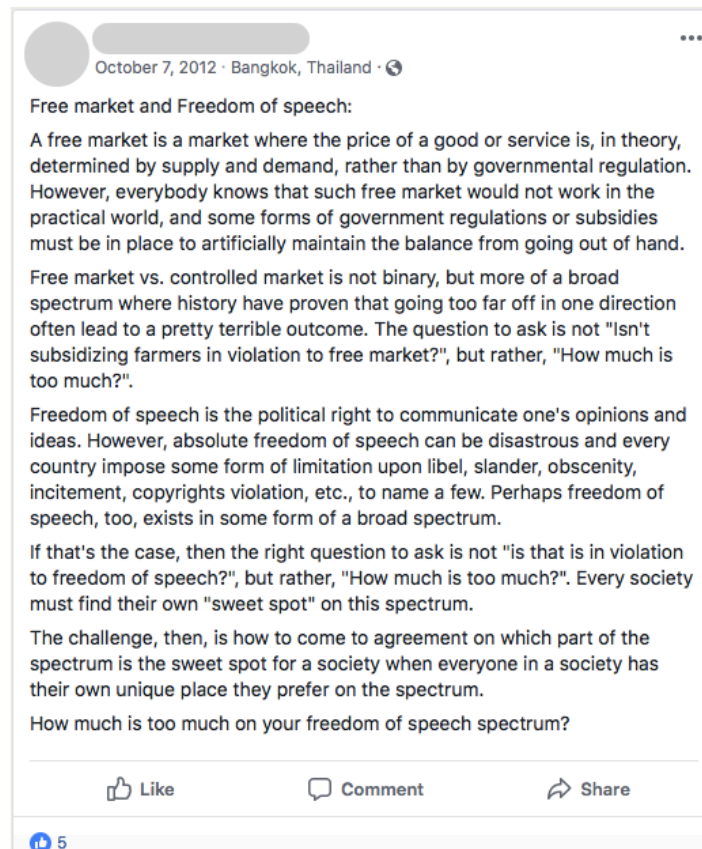 October 7, 2012 · Bangkok, Thailand ·
Free market and Freedom of speech:
A free market is a market where the price of a good or service is, in theory,
determined by supply and demand, rather than by governmental regulation.
However, everybody knows that such free market would not work in the
practical world, and some forms of government regulations or subsidies
must be in place to artificially maintain the balance from going out of hand.
Free market vs. controlled market is not binary, but more of a broad
spectrum where history have proven that going too far off in one direction
often lead to a pretty terrible outcome. The question to ask is not "Isn't
subsidizing farmers in violation to free market?", but rather, "How much is
too much?".
Freedom of speech is the political right to communicate one's opinions and
ideas. However, absolute freedom of speech can be disastrous and every
country impose some form of limitation upon libel, slander, obscenity,
incitement, copyrights violation, etc., to name a few. Perhaps freedom of
speech, too, exists in some form of a broad spectrum.
If that's the case, then the right question to ask is not "is that is in violation
to freedom of speech?", but rather, "How much is too much?". Every society
must find their own "sweet spot" on this spectrum.
The challenge, then, is how to come to agreement on which part of the
spectrum is the sweet spot for a society when everyone in a society has
their own unique place they prefer on the spectrum.
How much is too much on your freedom of speech spectrum?
Like Comment Share
5